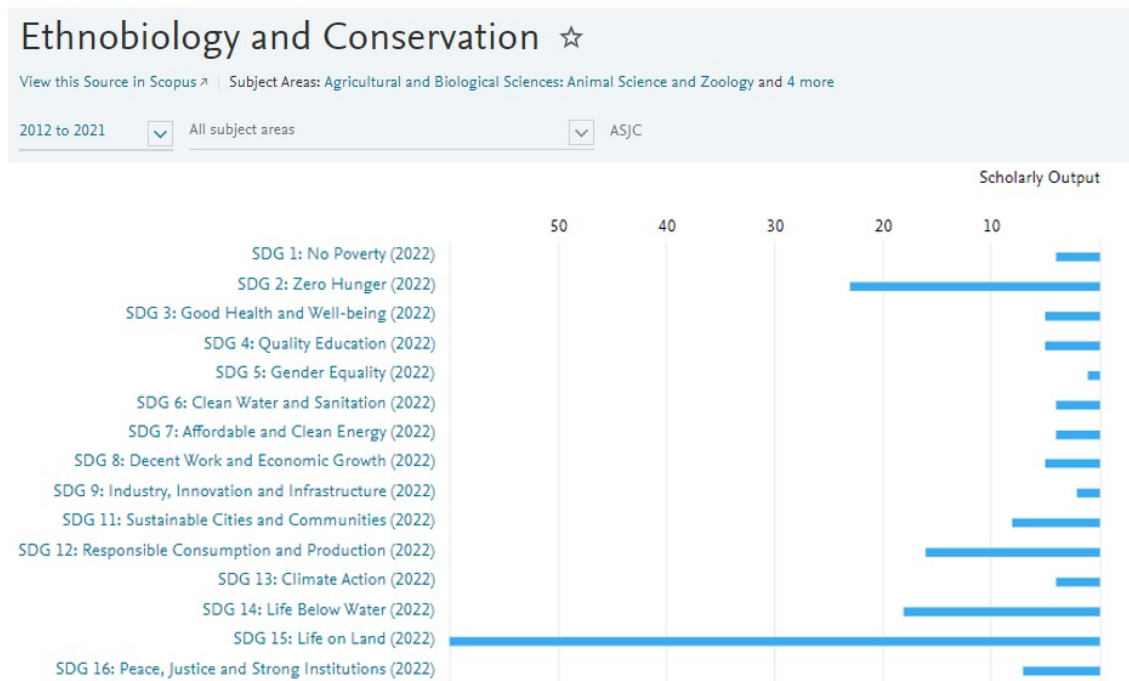 Ethnobiology and Conservation ☆
View this Source in Scopus ↗ | Subject Areas: Agricultural and Biological Sciences: Animal Science and Zoology and 4 more
2012 to 2021 All subject areas ASJC
Scholarly Output
50 40 30 20 10
SDG 1: No Poverty (2022)
SDG 2: Zero Hunger (2022)
SDG 3: Good Health and Well-being (2022)
SDG 4: Quality Education (2022)
SDG 5: Gender Equality (2022)
SDG 6: Clean Water and Sanitation (2022)
SDG 7: Affordable and Clean Energy (2022)
SDG 8: Decent Work and Economic Growth (2022)
SDG 9: Industry, Innovation and Infrastructure (2022)
SDG 11: Sustainable Cities and Communities (2022)
SDG 12: Responsible Consumption and Production (2022)
SDG 13: Climate Action (2022)
SDG 14: Life Below Water (2022)
SDG 15: Life on Land (2022)
SDG 16: Peace, Justice and Strong Institutions (2022)